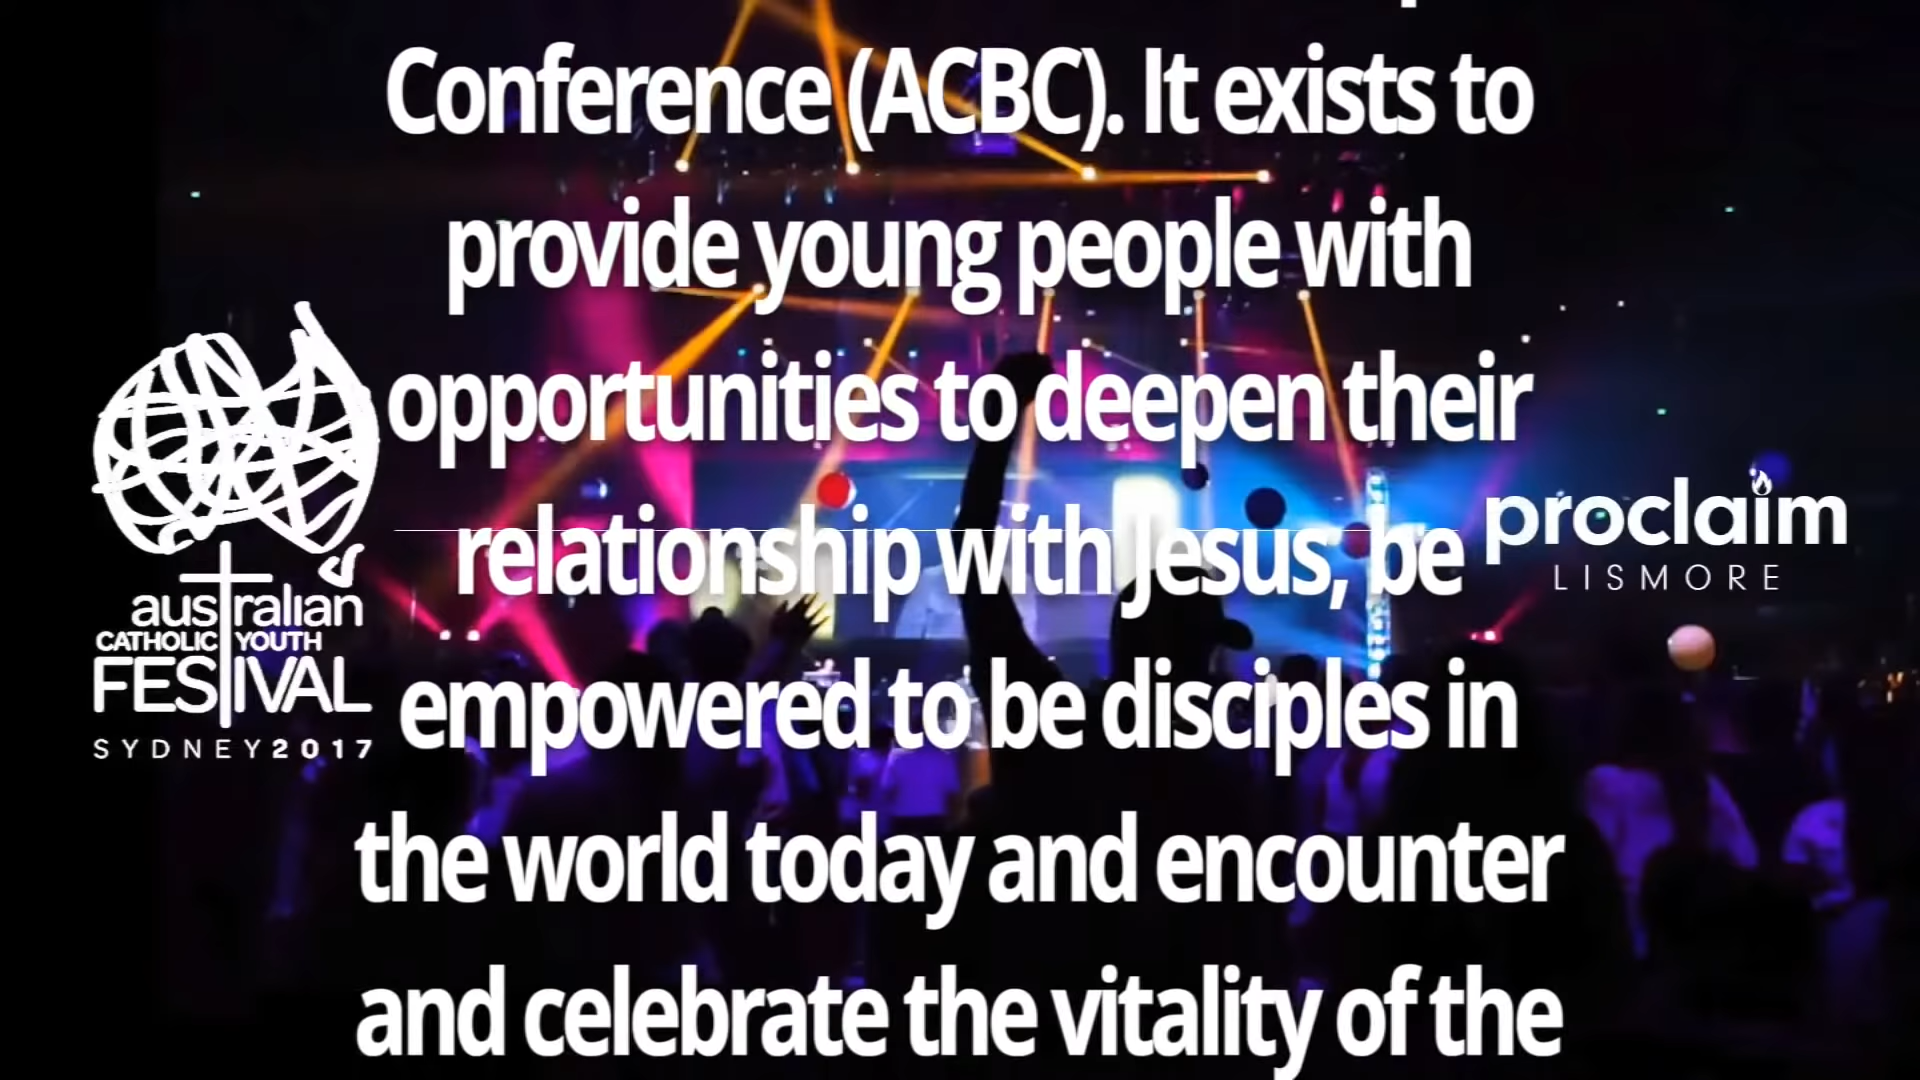 Conference (ACBC). It exists to
provide young people with
opportunities to deepen their
relationship with Jesus, be
empowered to be disciples in
the world today and encounter
and celebrate the vitality of the
australian
CATHOLIC YOUTH
FESTIVAL
SYDNEY2017
proclaim
LISMORE